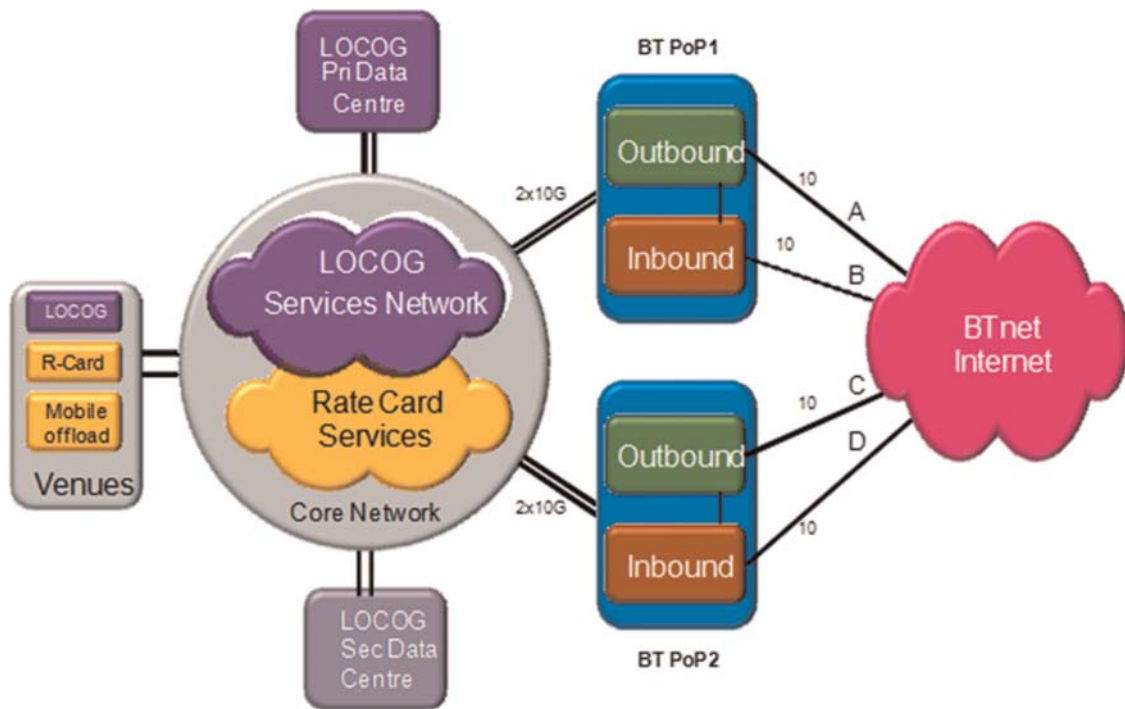 LOCOG
Pri Data
Centre
BT PoP1
Outbound
Inbound
10
A
10
B
2x10G
LOCOG
Services Network
Rate Card
Services
Core Network
LOCOG
R-Card
Mobile
offload
Venues
BTnet
Internet
2x10G
Outbound
Inbound
C
10
D
10
BT PoP2
LOCOG
Sec Data
Centre